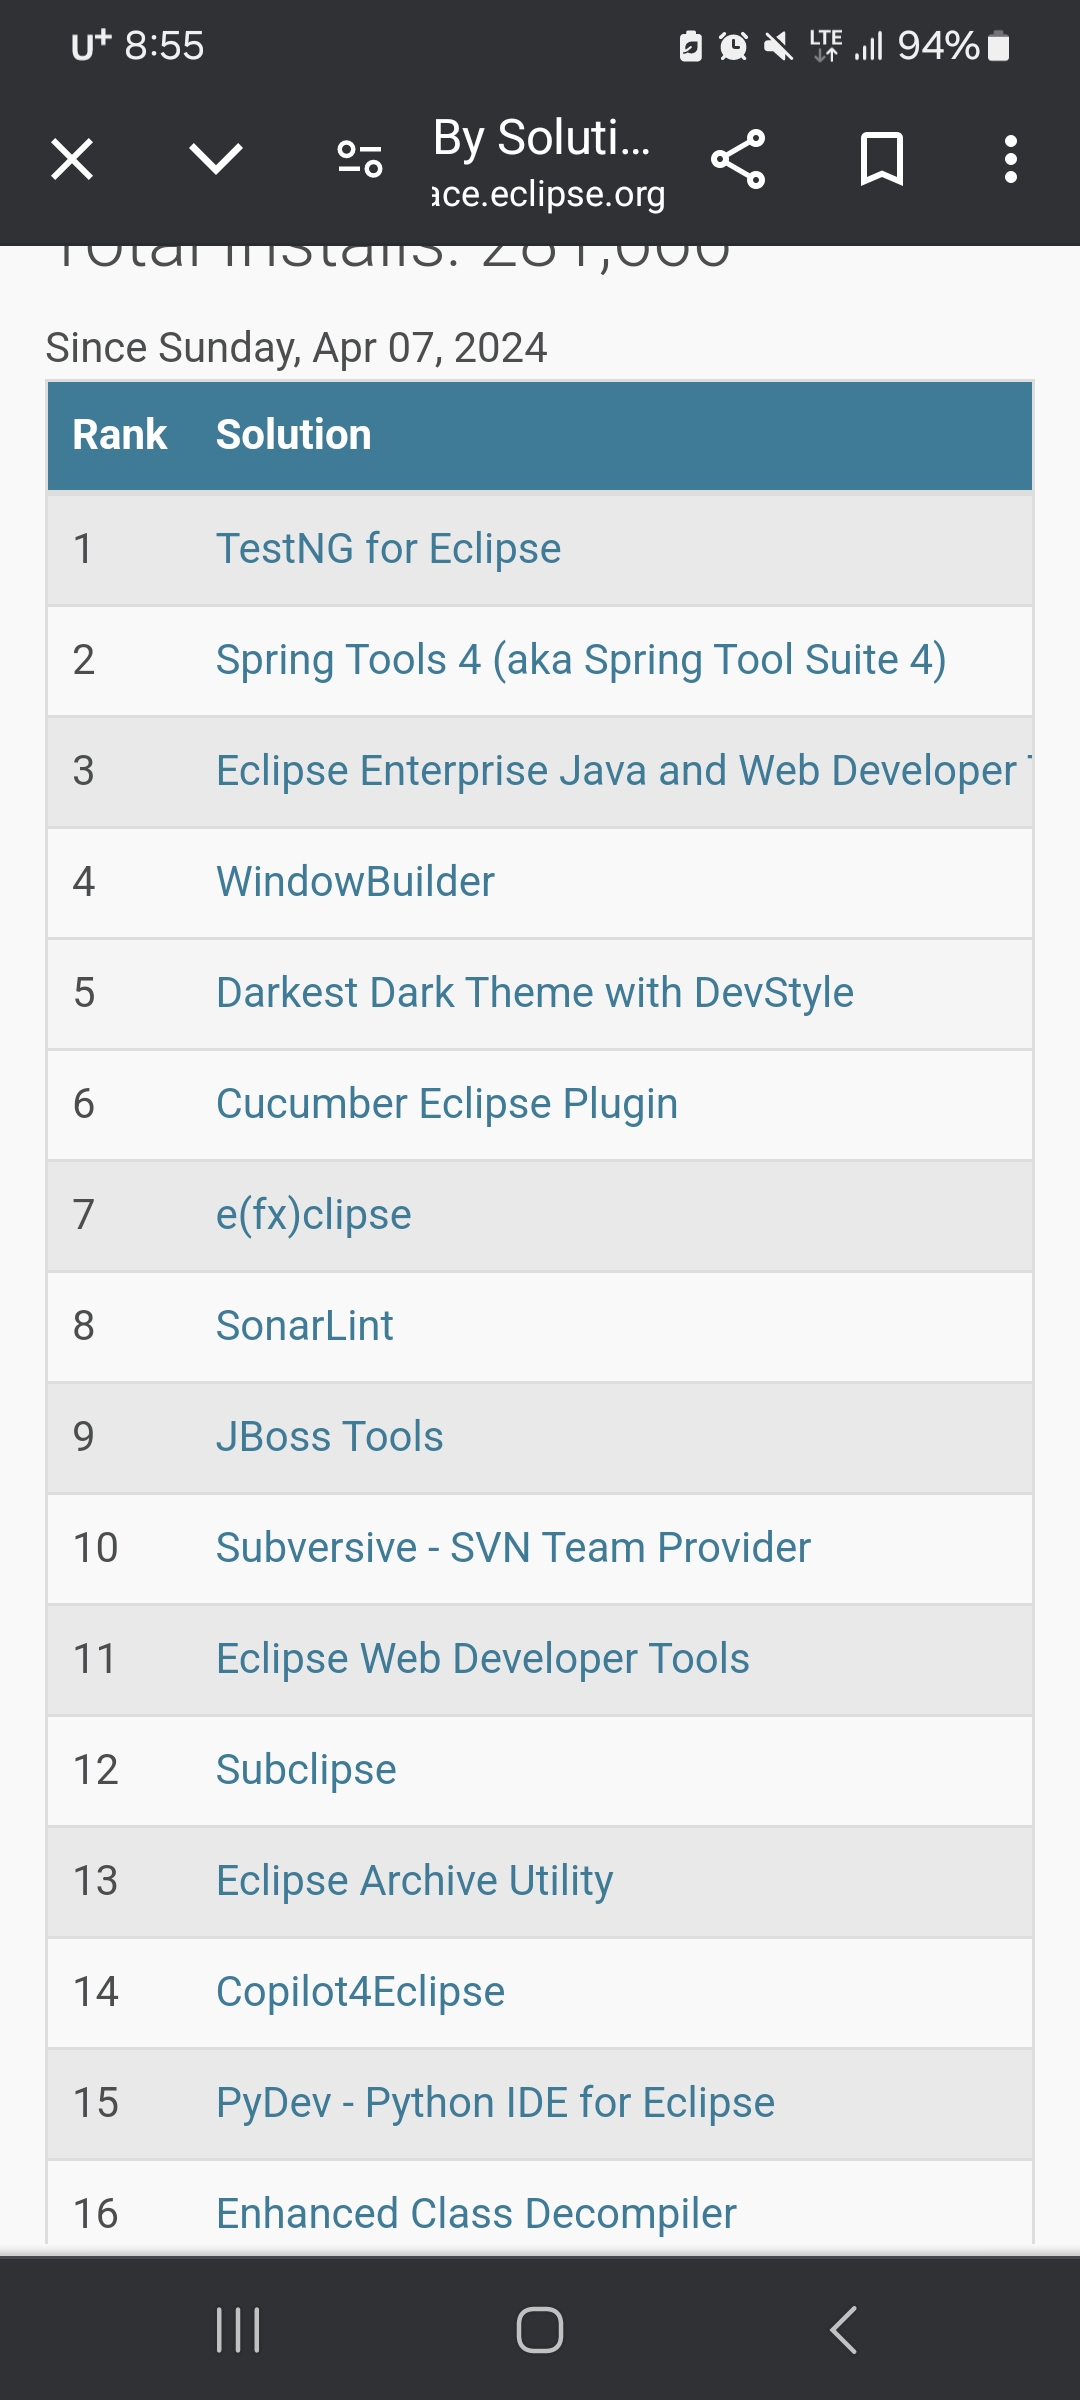 U+ 8:55 LTE 94%
By Soluti...
ace.eclipse.org
Total Installs:
Since Sunday, Apr 07, 2024
Rank Solution
1 TestNG for Eclipse
2 Spring Tools 4 (aka Spring Tool Suite 4)
3 Eclipse Enterprise Java and Web Developer
4 WindowBuilder
5 Darkest Dark Theme with DevStyle
6 Cucumber Eclipse Plugin
7 e(fx)clipse
8 SonarLint
9 JBoss Tools
10 Subversive - SVN Team Provider
11 Eclipse Web Developer Tools
12 Subclipse
13 Eclipse Archive Utility
14 Copilot4Eclipse
15 PyDev - Python IDE for Eclipse
16 Enhanced Class Decompiler